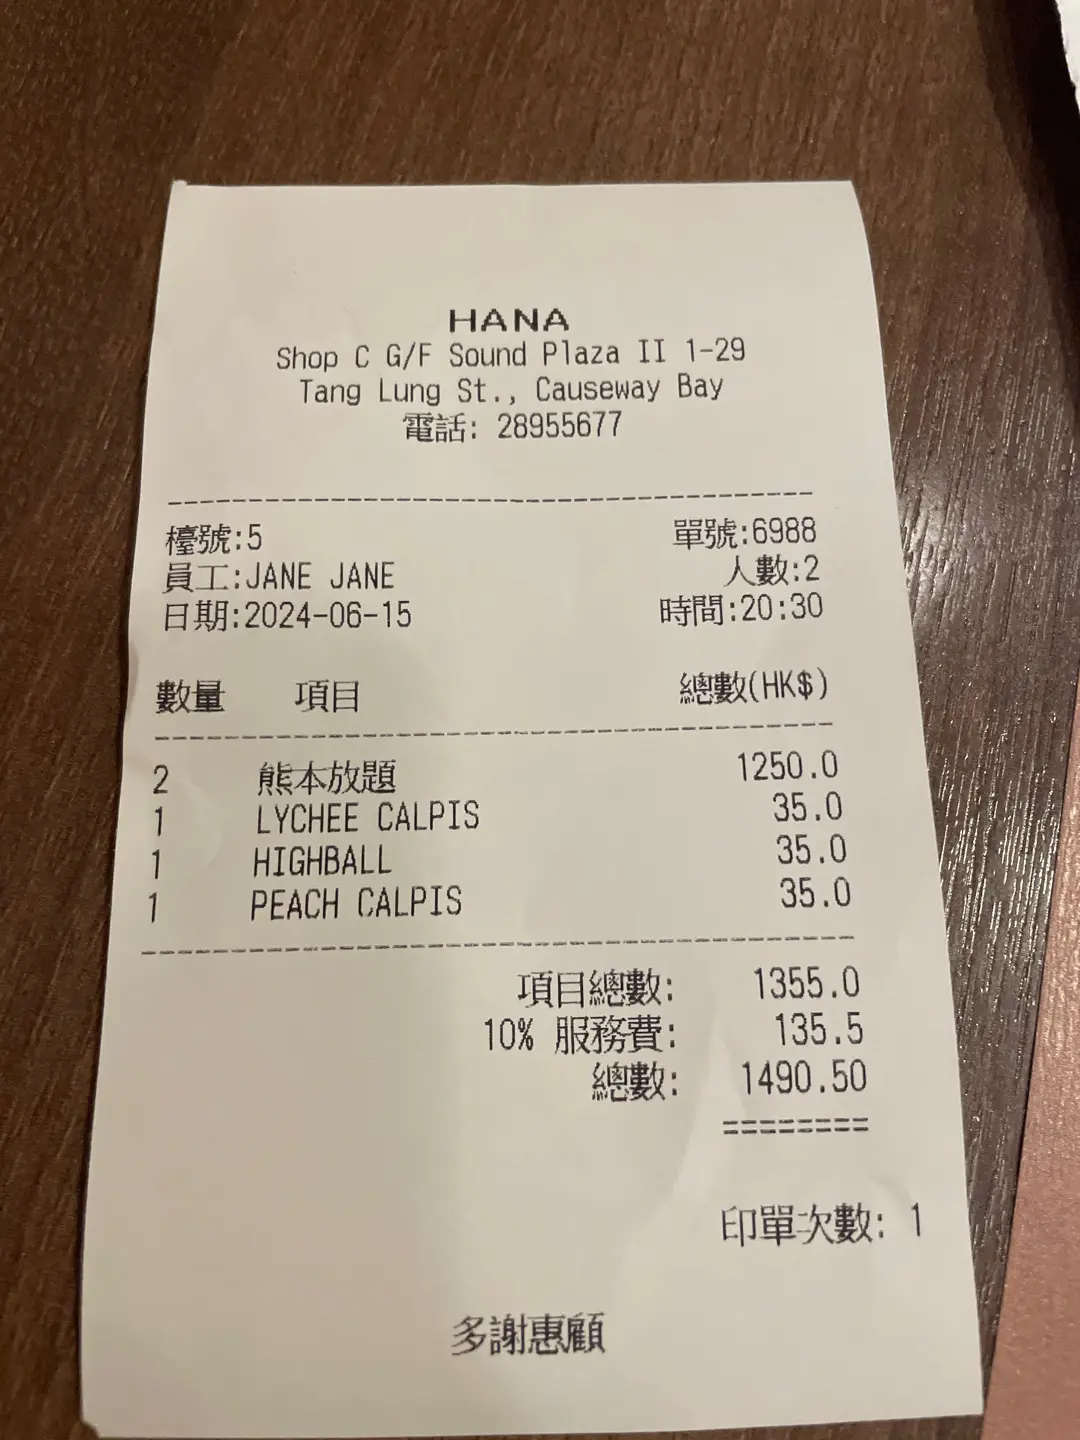 HANA
Shop C G/F Sound Plaza II 1-29
Tang Lung St., Causeway Bay
電話: 28955677
檯號:5 單號:6988
員工:JANE JANE 人數:2
日期:2024-06-15 時間:20:30
數量 項目 總數(HK$)
2 熊本放題 1250.0
1 LYCHEE CALPIS 35.0
1 HIGHBALL 35.0
1 PEACH CALPIS 35.0
項目總數: 1355.0
10% 服務費: 135.5
總數: 1490.50
========
印單次數: 1
多謝惠顧